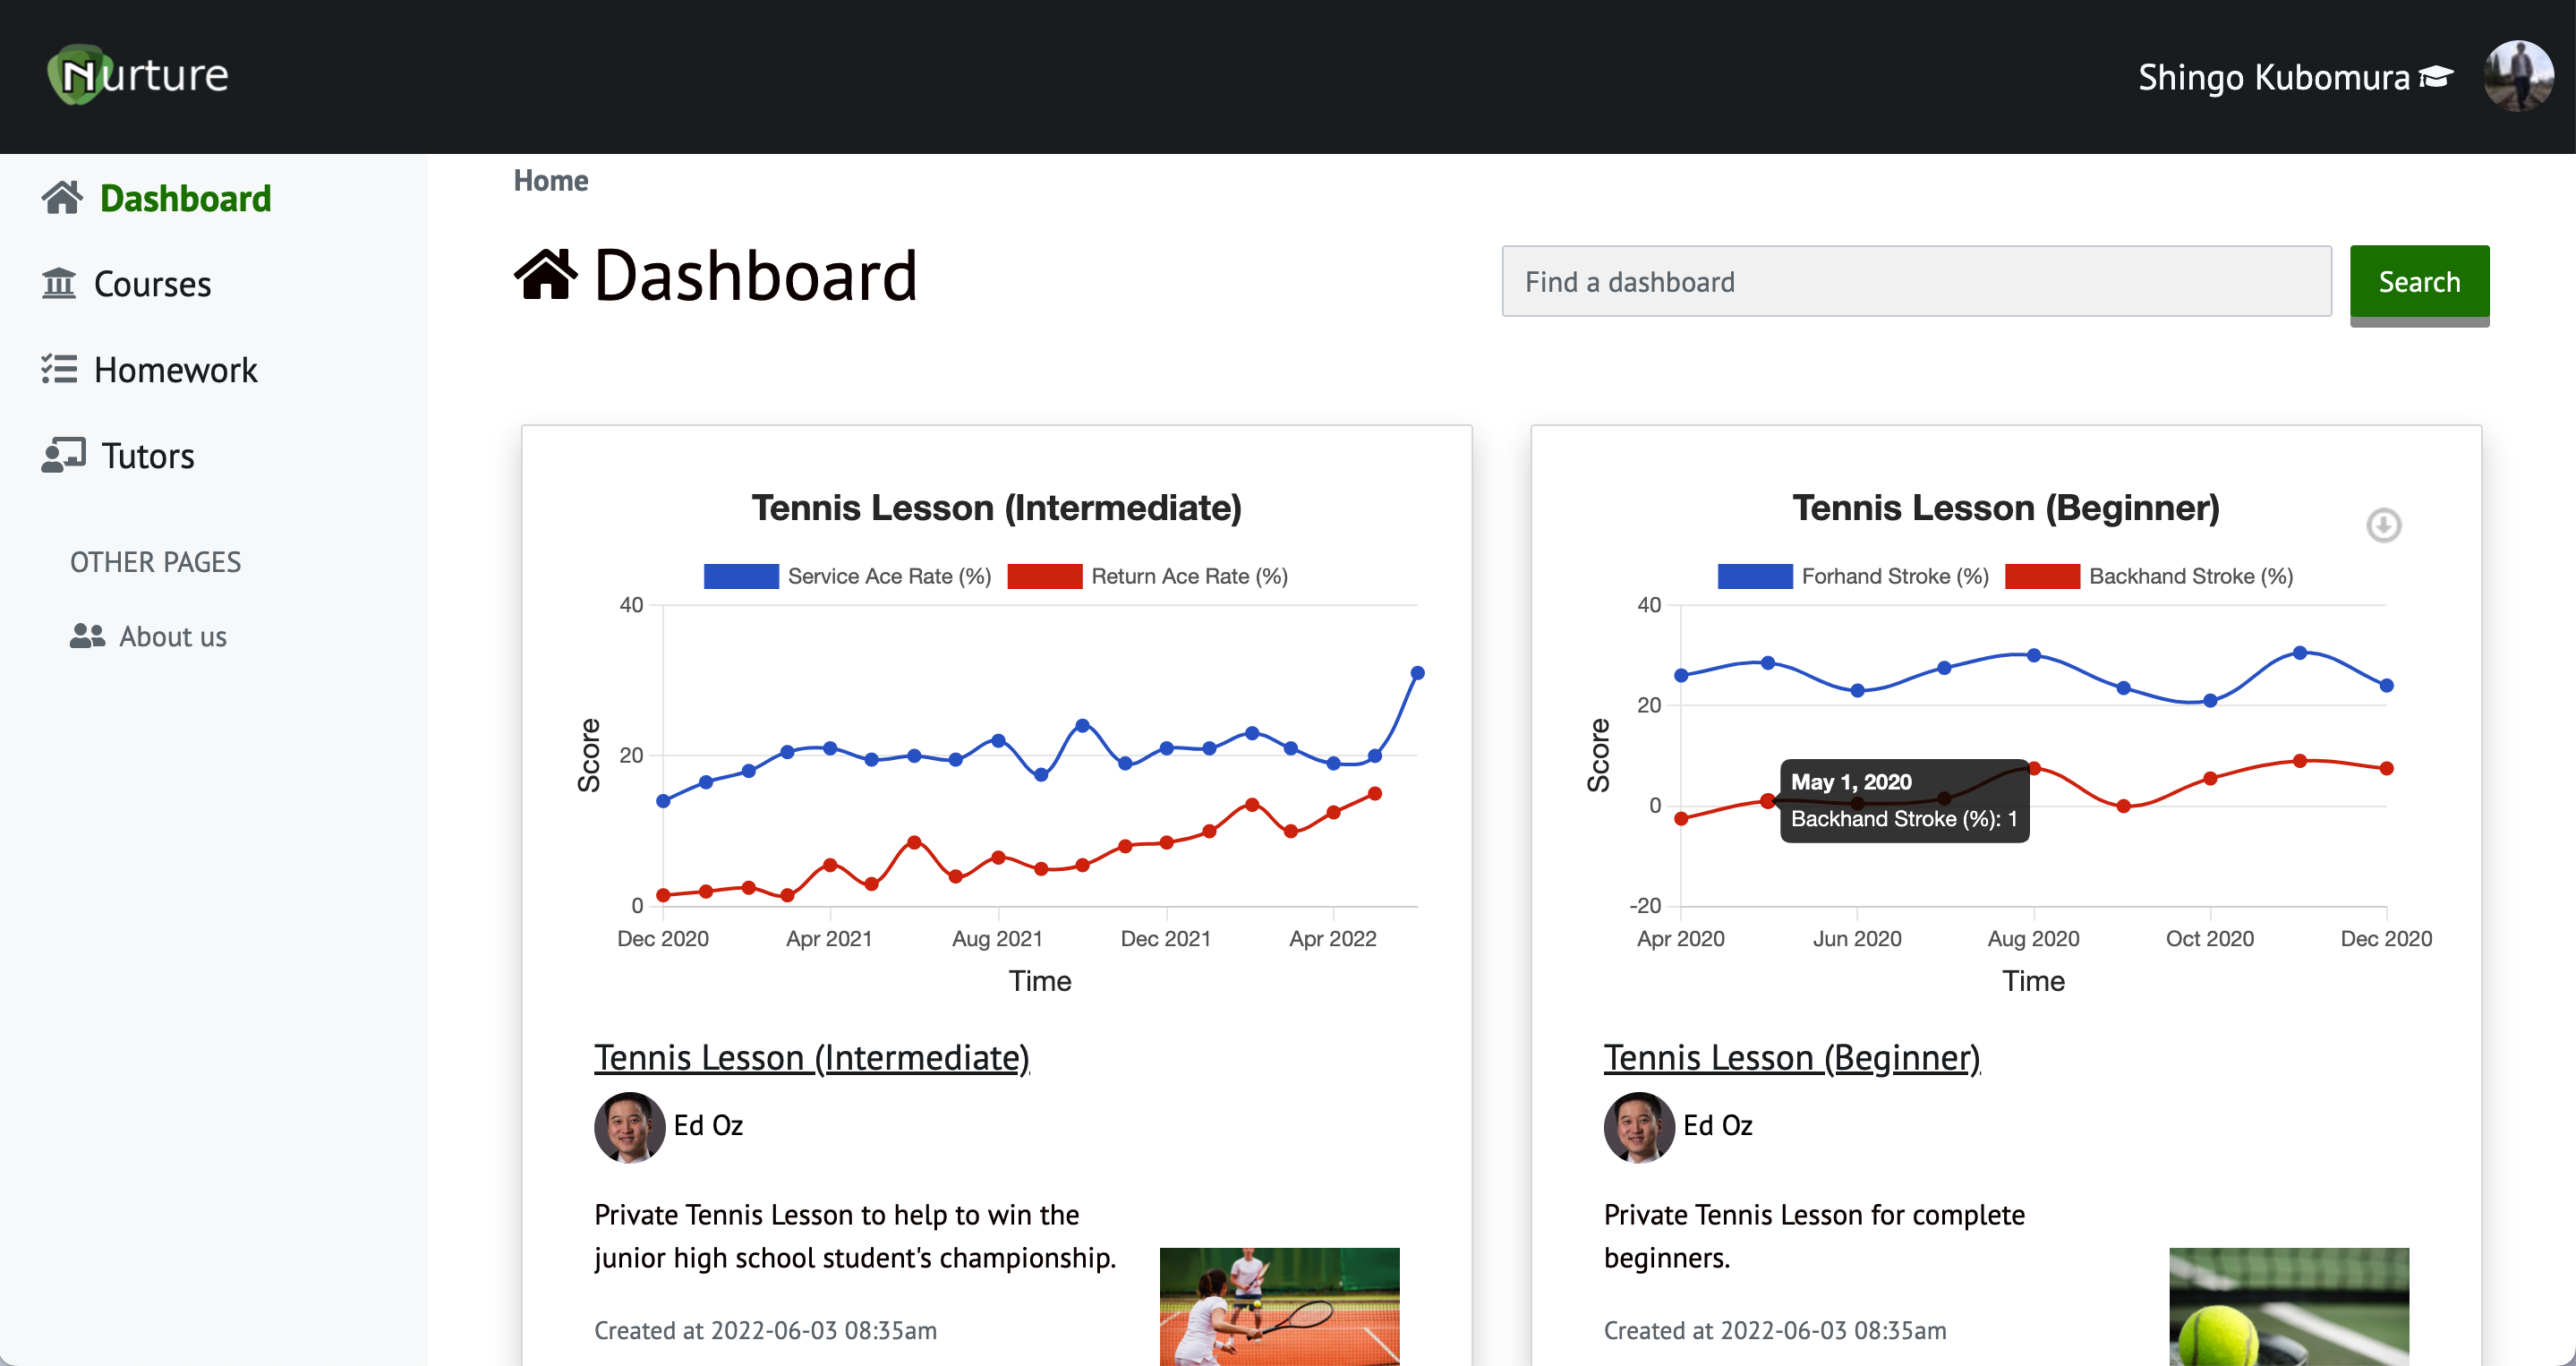 Nurture
Shingo Kubomura
Dashboard
Courses
Homework
Tutors
OTHER PAGES
About us
Home
Dashboard
Find a dashboard
Search
Tennis Lesson (Intermediate)
Service Ace Rate (%) Return Ace Rate (%)
40
20
0
Score
Dec 2020 Apr 2021 Aug 2021 Dec 2021 Apr 2022
Time
Tennis Lesson (Intermediate)
Ed Oz
Private Tennis Lesson to help to win the
junior high school student's championship.
Created at 2022-06-03 08:35am
Tennis Lesson (Beginner)
Forhand Stroke (%) Backhand Stroke (%)
40
20
0
-20
Score
May 1, 2020
Backhand Stroke (%): 1
Apr 2020 Jun 2020 Aug 2020 Oct 2020 Dec 2020
Time
Tennis Lesson (Beginner)
Ed Oz
Private Tennis Lesson for complete
beginners.
Created at 2022-06-03 08:35am